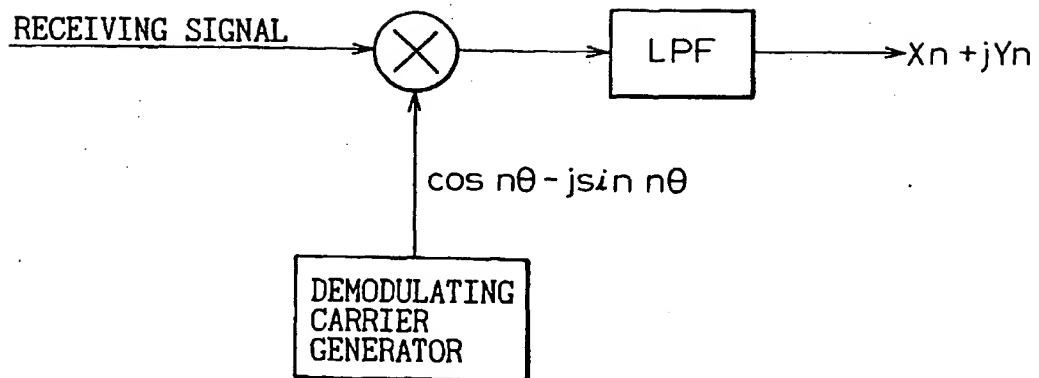 RECEIVING SIGNAL
LPF
Xn + jYn
cos nθ - jsin nθ
DEMODULATING
CARRIER
GENERATOR